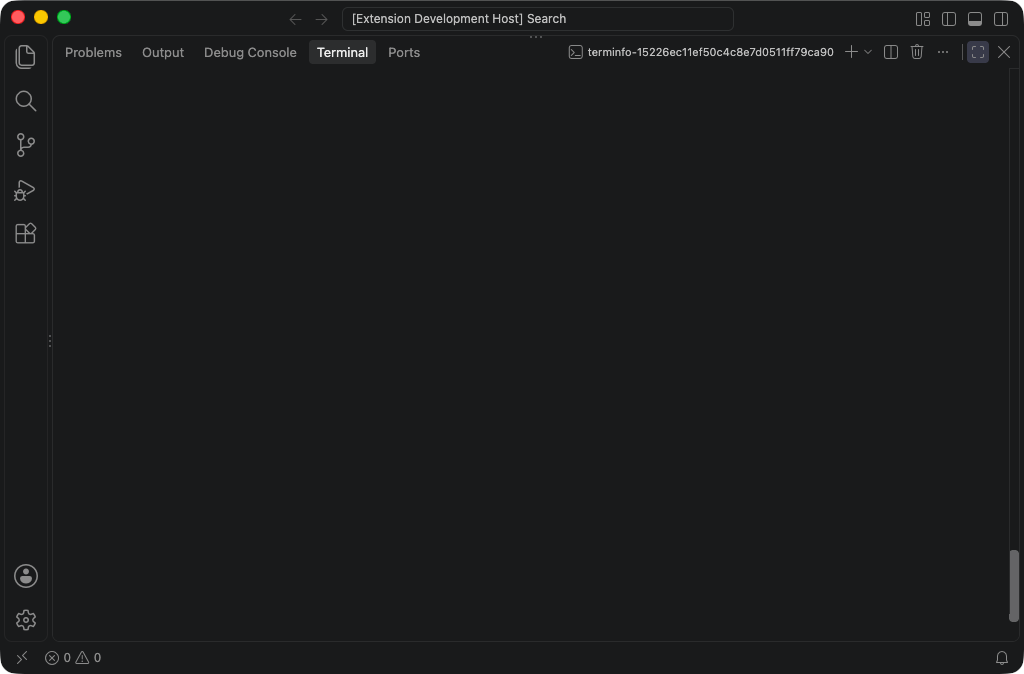 [Extension Development Host] Search
Problems Output Debug Console Terminal Ports
terminfo-15226ec11ef50c4c8e7d0511ff79ca90
0 0